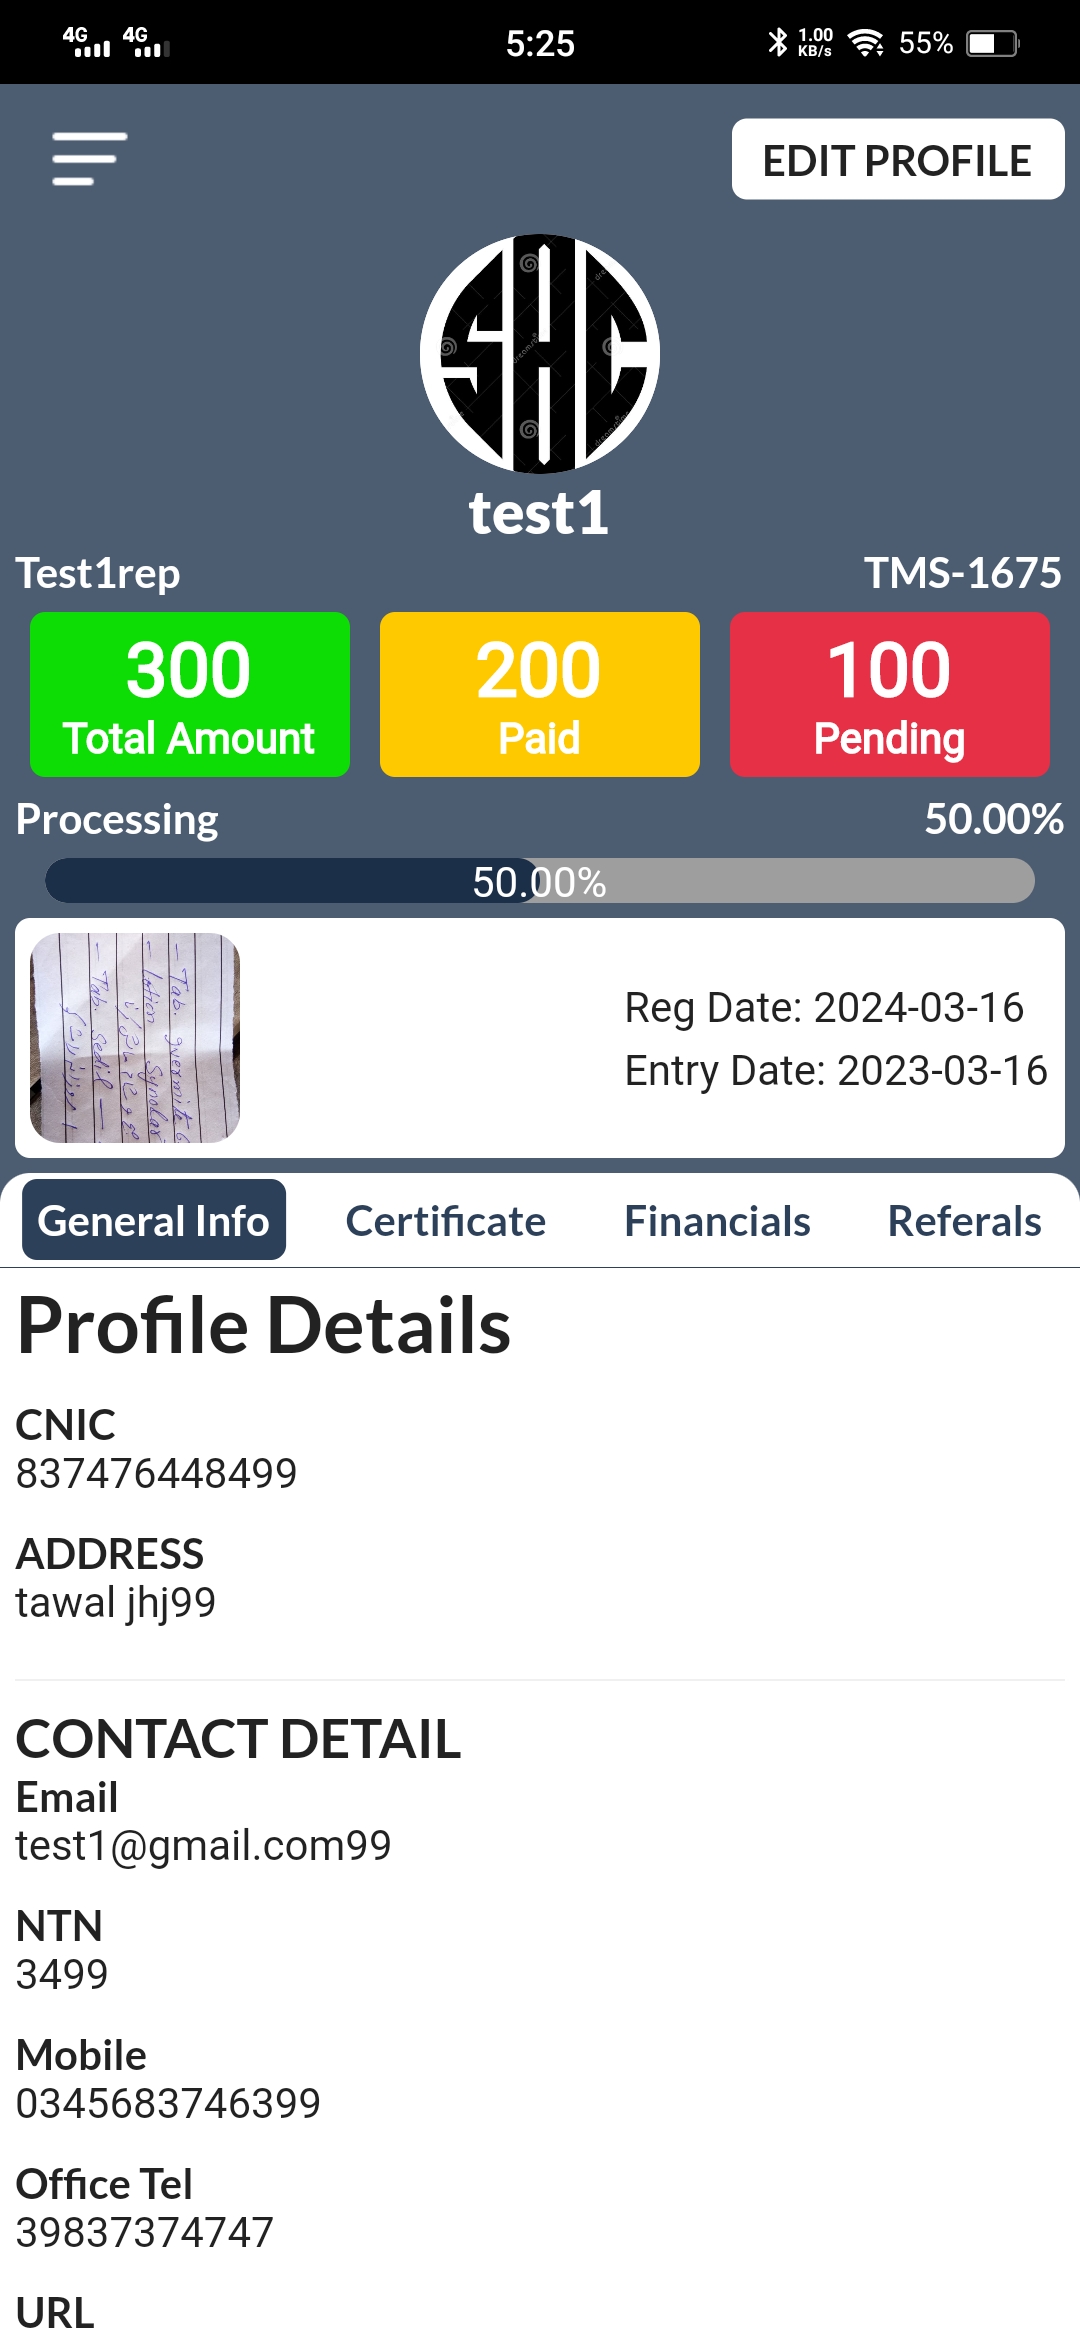 4G 4G 5:25 1.00 KB/s 55%
EDIT PROFILE
SHC
test1
Test1rep TMS-1675
300 200 100
Total Amount Paid Pending
Processing 50.00%
50.00%
Reg Date: 2024-03-16
Entry Date: 2023-03-16
General Info Certificate Financials Referals
Profile Details
CNIC
837476448499
ADDRESS
tawal jhj99
CONTACT DETAIL
Email
test1@gmail.com99
NTN
3499
Mobile
0345683746399
Office Tel
39837374747
URL